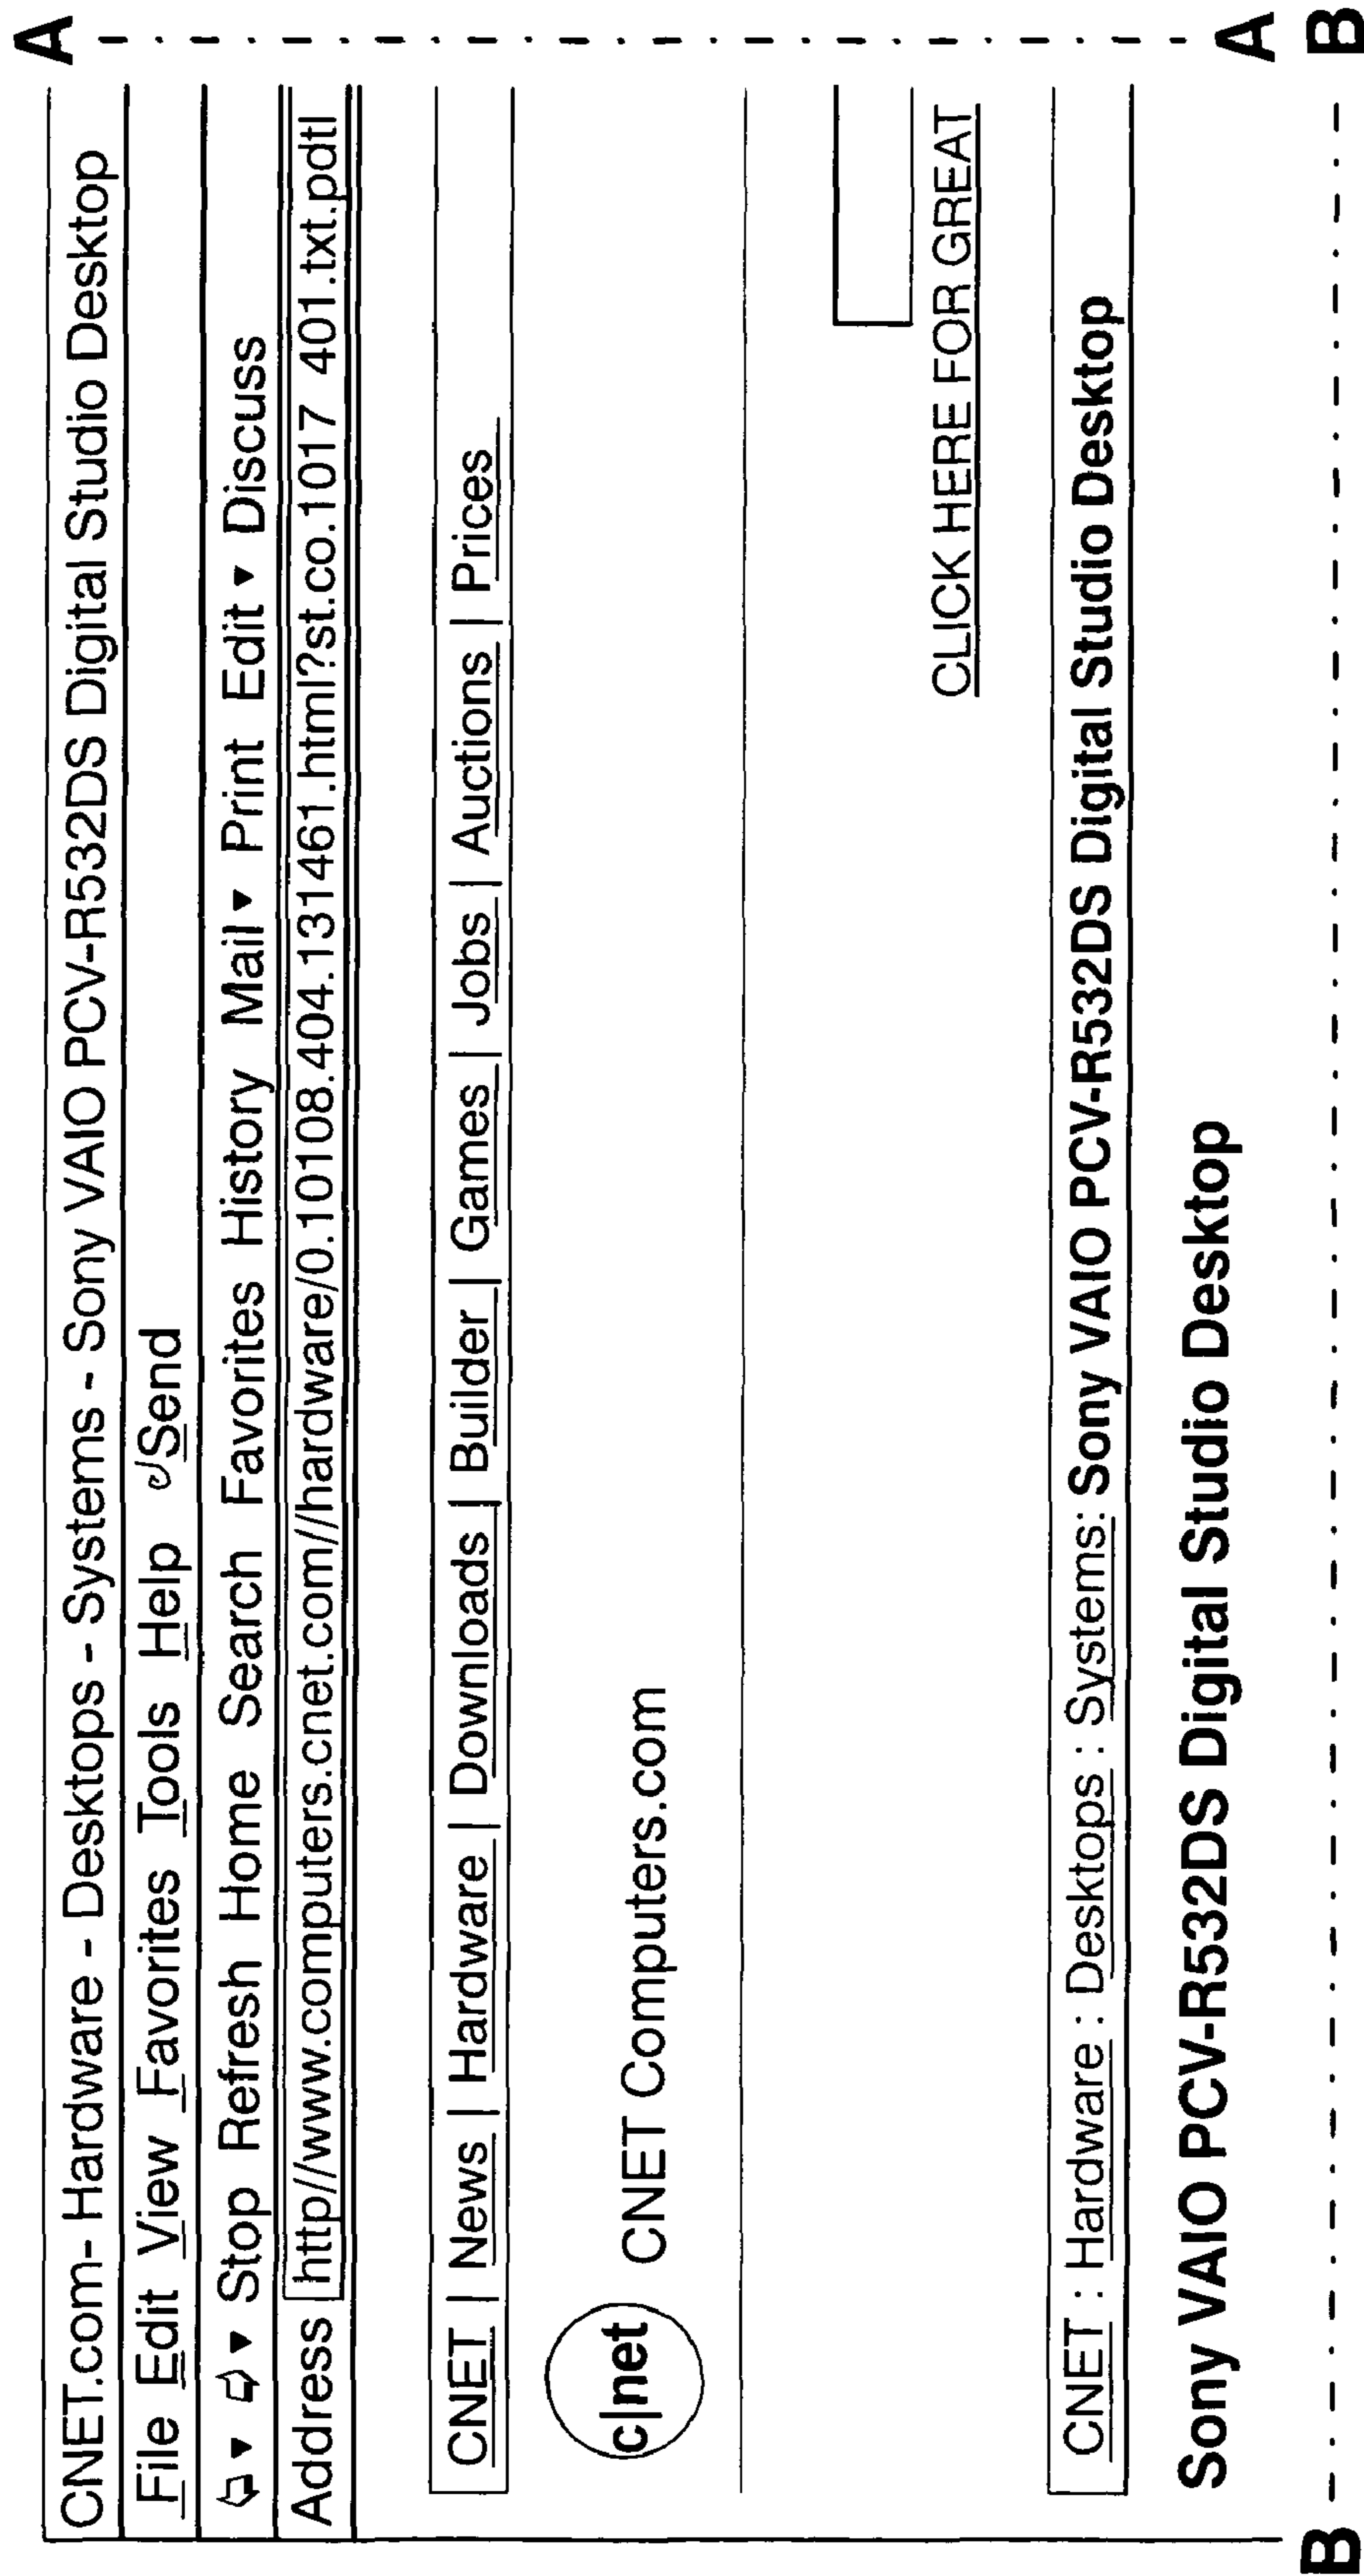 A
CNET.com- Hardware - Desktops - Systems - Sony VAIO PCV-R532DS Digital Studio Desktop
File Edit View Favorites Tools Help Send
Stop Refresh Home Search Favorites History Mail Print Edit Discuss
Address http//www.computers.cnet.com//hardware/0.10108.404.131461.html?st.co.1017 401.txt.pdtl
CNET | News | Hardware | Downloads | Builder | Games | Jobs | Auctions | Prices
c|net CNET Computers.com
CLICK HERE FOR GREAT
CNET : Hardware : Desktops : Systems: Sony VAIO PCV-R532DS Digital Studio Desktop
Sony VAIO PCV-R532DS Digital Studio Desktop
A
B B